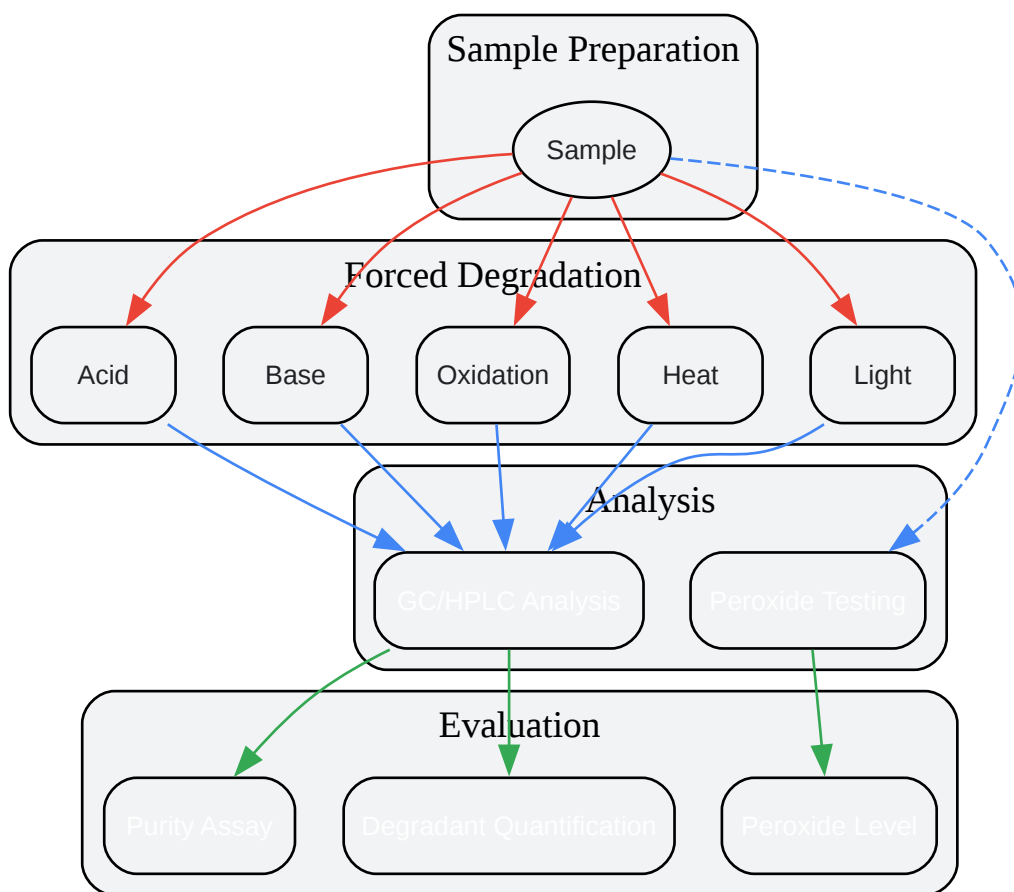 Sample Preparation
Sample
Forced Degradation
Acid
Base
Oxidation
Heat
Light
Analysis
GC/HPLC Analysis
Peroxide Testing
Evaluation
Purity Assay
Degradant Quantification
Peroxide Level